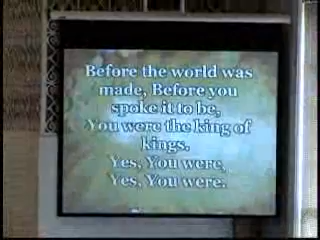 Before the world was
made, Before you
spoke it to be,
You were the king of
kings.
Yes, You were,
Yes, You were.